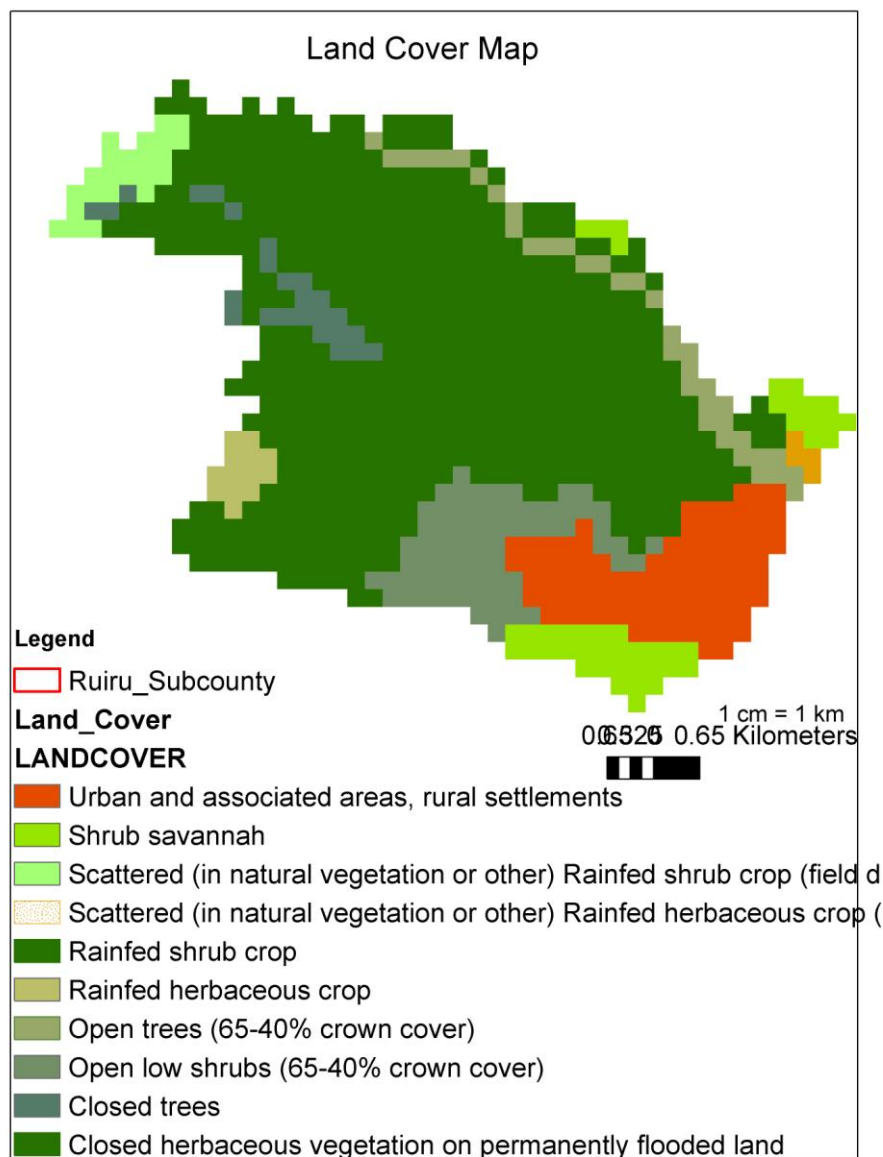 Land Cover Map
Legend
Ruiru_Subcounty
Land_Cover
LANDCOVER
1 cm = 1 km
0.65 Kilometers
Urban and associated areas, rural settlements
Shrub savannah
Scattered (in natural vegetation or other) Rainfed shrub crop (field d
Scattered (in natural vegetation or other) Rainfed herbaceous crop (
Rainfed shrub crop
Rainfed herbaceous crop
Open trees (65-40% crown cover)
Open low shrubs (65-40% crown cover)
Closed trees
Closed herbaceous vegetation on permanently flooded land